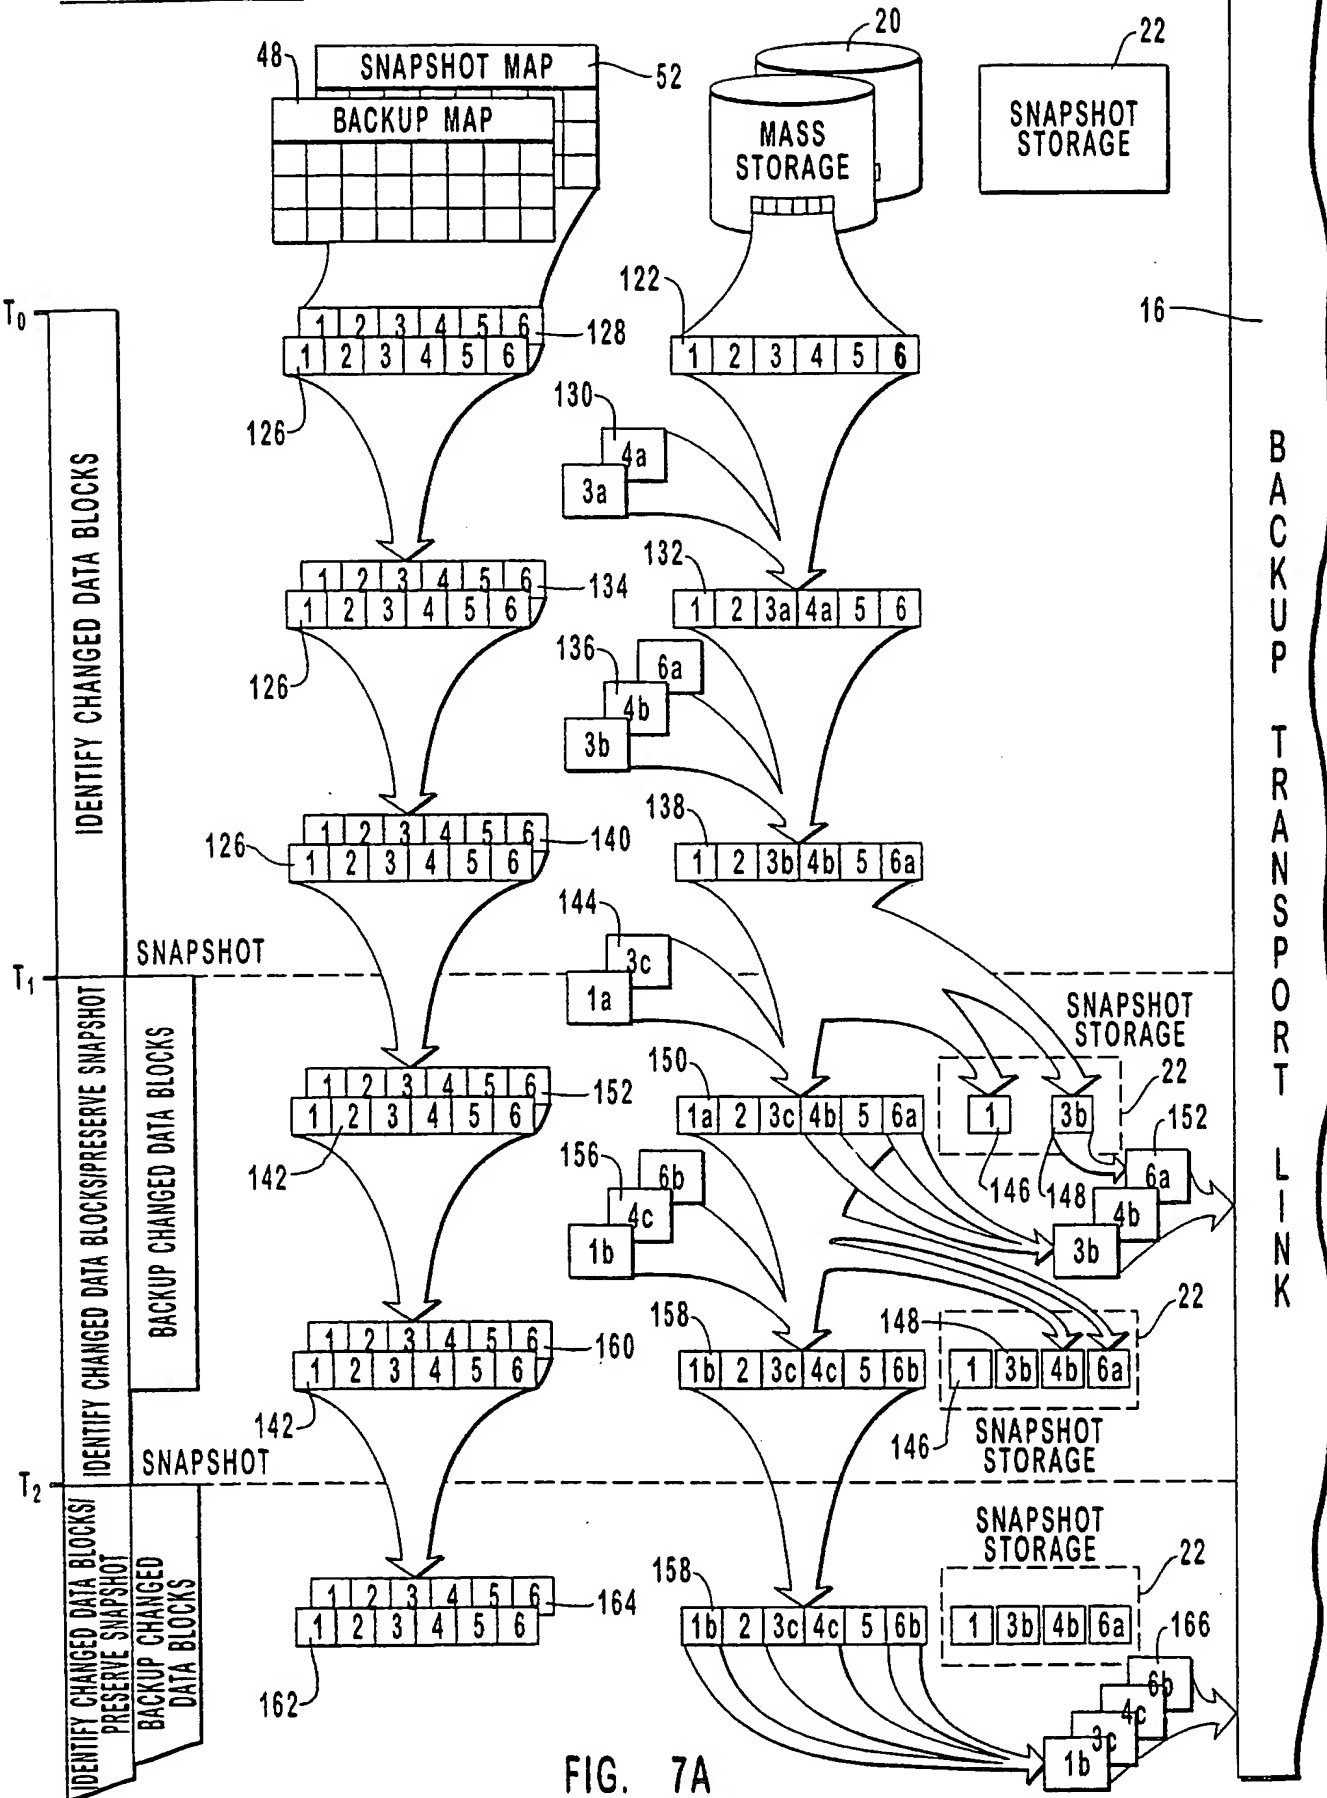 48
SNAPSHOT MAP
52
BACKUP MAP
20
MASS
STORAGE
22
SNAPSHOT
STORAGE
T0
1 2 3 4 5 6
128
1 2 3 4 5 6
126
122
1 2 3 4 5 6
16
130
4a
3a
IDENTIFY CHANGED DATA BLOCKS
BACKUP TRANSPORT LINK
1 2 3 4 5 6
134
1 2 3 4 5 6
126
132
1 2 3a 4a 5 6
136
6a
4b
3b
1 2 3 4 5 6
140
126
1 2 3 4 5 6
138
1 2 3b 4b 5 6a
144
3c
1a
SNAPSHOT
T1
IDENTIFY CHANGED DATA BLOCKS/PRESERVE SNAPSHOT
BACKUP CHANGED DATA BLOCKS
SNAPSHOT
STORAGE
22
1 2 3 4 5 6
152
1 2 3 4 5 6
142
150
1a 2 3c 4b 5 6a
1 3b
146
148
152
6a
4b
3b
156
6b
4c
1b
1 2 3 4 5 6
160
1 2 3 4 5 6
142
158
1b 2 3c 4c 5 6b
148
22
1 3b 4b 6a
146
SNAPSHOT
STORAGE
SNAPSHOT
T2
IDENTIFY CHANGED DATA BLOCKS/
PRESERVE SNAPSHOT
BACKUP CHANGED
DATA BLOCKS
SNAPSHOT
STORAGE
22
1 2 3 4 5 6
164
1 2 3 4 5 6
162
158
1b 2 3c 4c 5 6b
1 3b 4b 6a
166
6b
4c
3c
1b
FIG. 7A